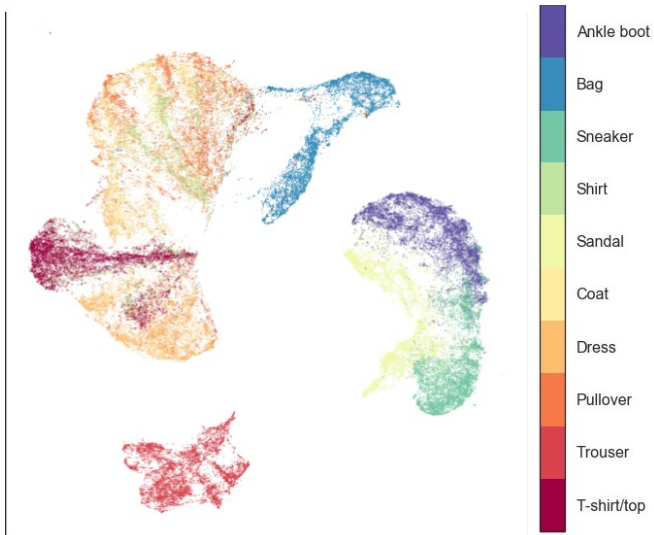 Ankle boot
Bag
Sneaker
Shirt
Sandal
Coat
Dress
Pullover
Trouser
T-shirt/top